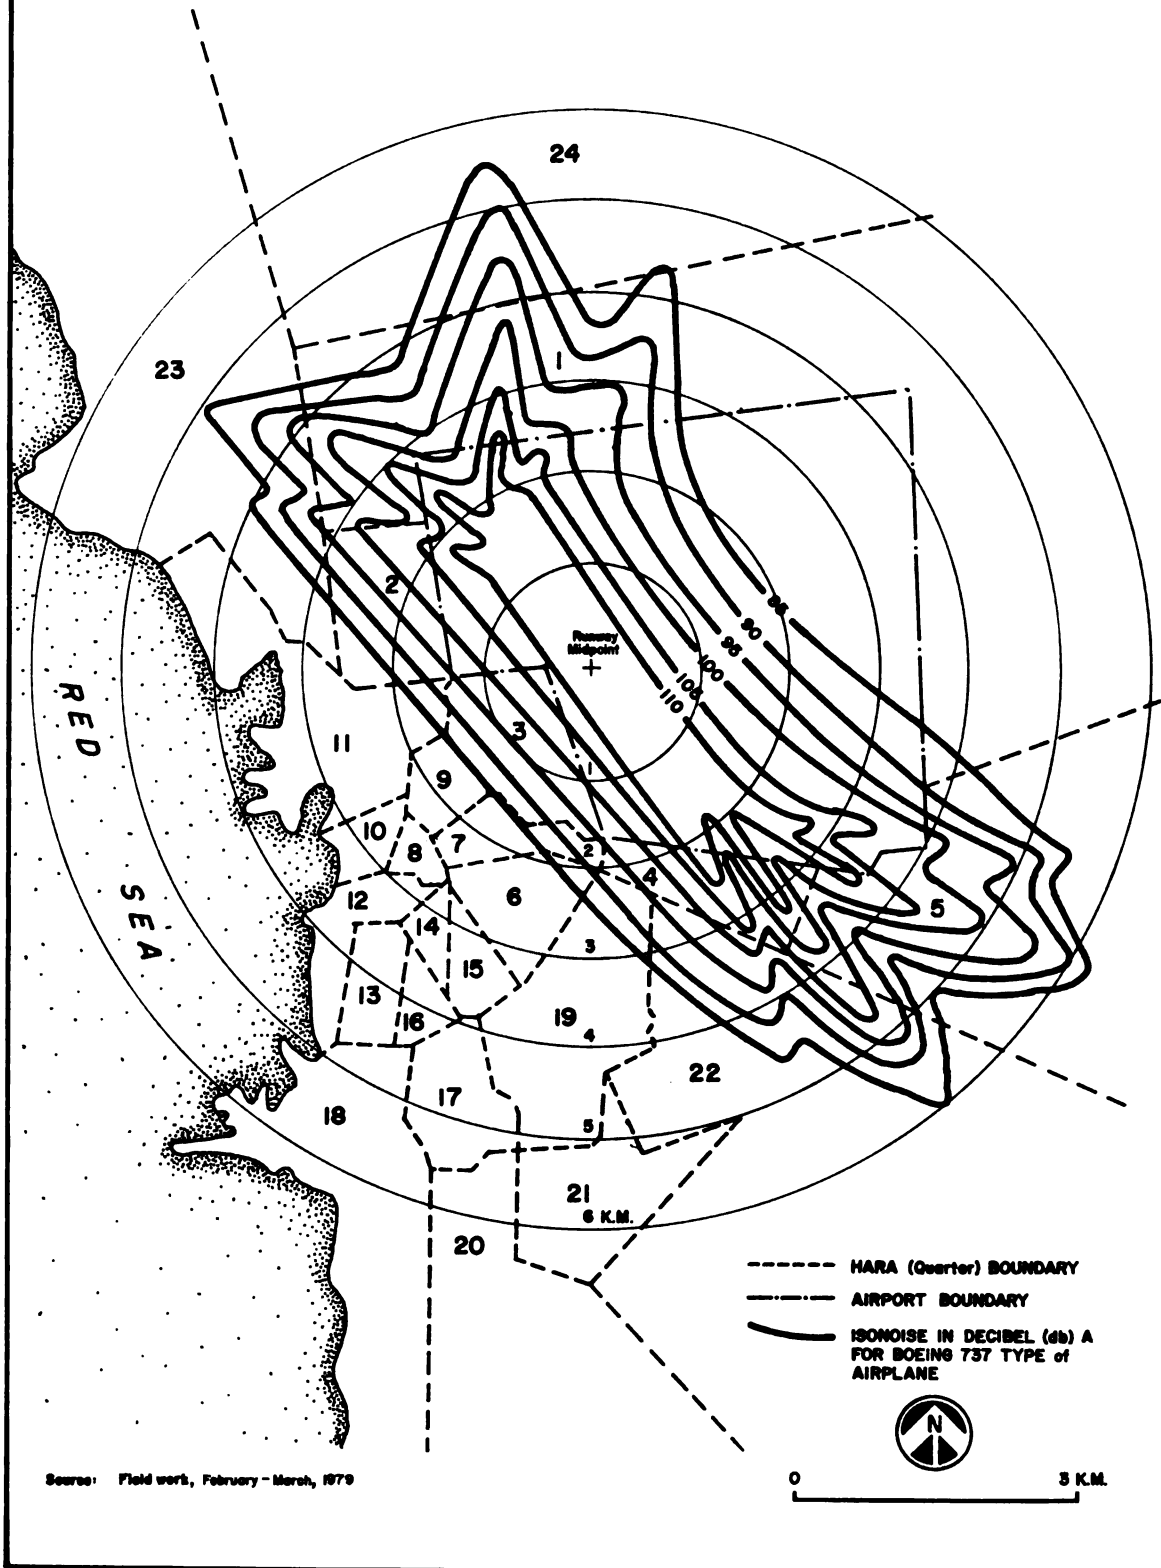 24
23
1
2
85
90
95
100
105
110
Runway
Midpoint
RED
SEA
3
11
9
1
10
7
8
2
4
6
12
5
14
3
15
13
16
19
4
22
17
18
5
21
6 K.M.
20
HARA (Quarter) BOUNDARY
AIRPORT BOUNDARY
ISONOISE IN DECIBEL (db) A
FOR BOEING 737 TYPE of
AIRPLANE
N
Source: Field work, February - March, 1979
0 3 K.M.